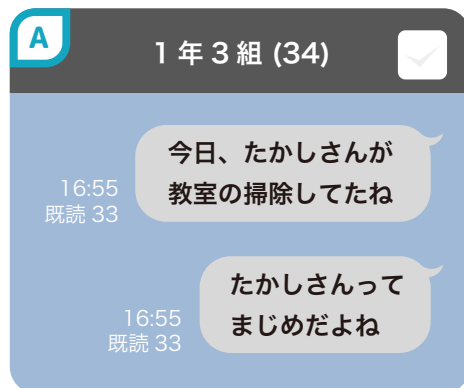 A
1年3組 (34)
今日、たかしさんが
教室の掃除してたね
16:55
既読 33
たかしさんって
まじめだよね
16:55
既読 33